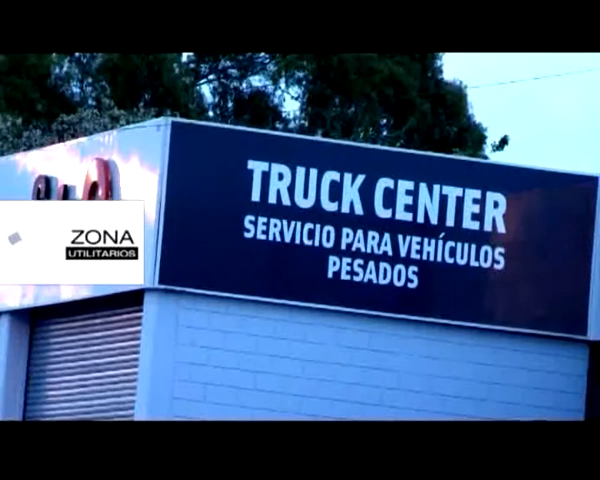 TRUCK CENTER
SERVICIO PARA VEHÍCULOS
PESADOS
ZONA
UTILITARIOS